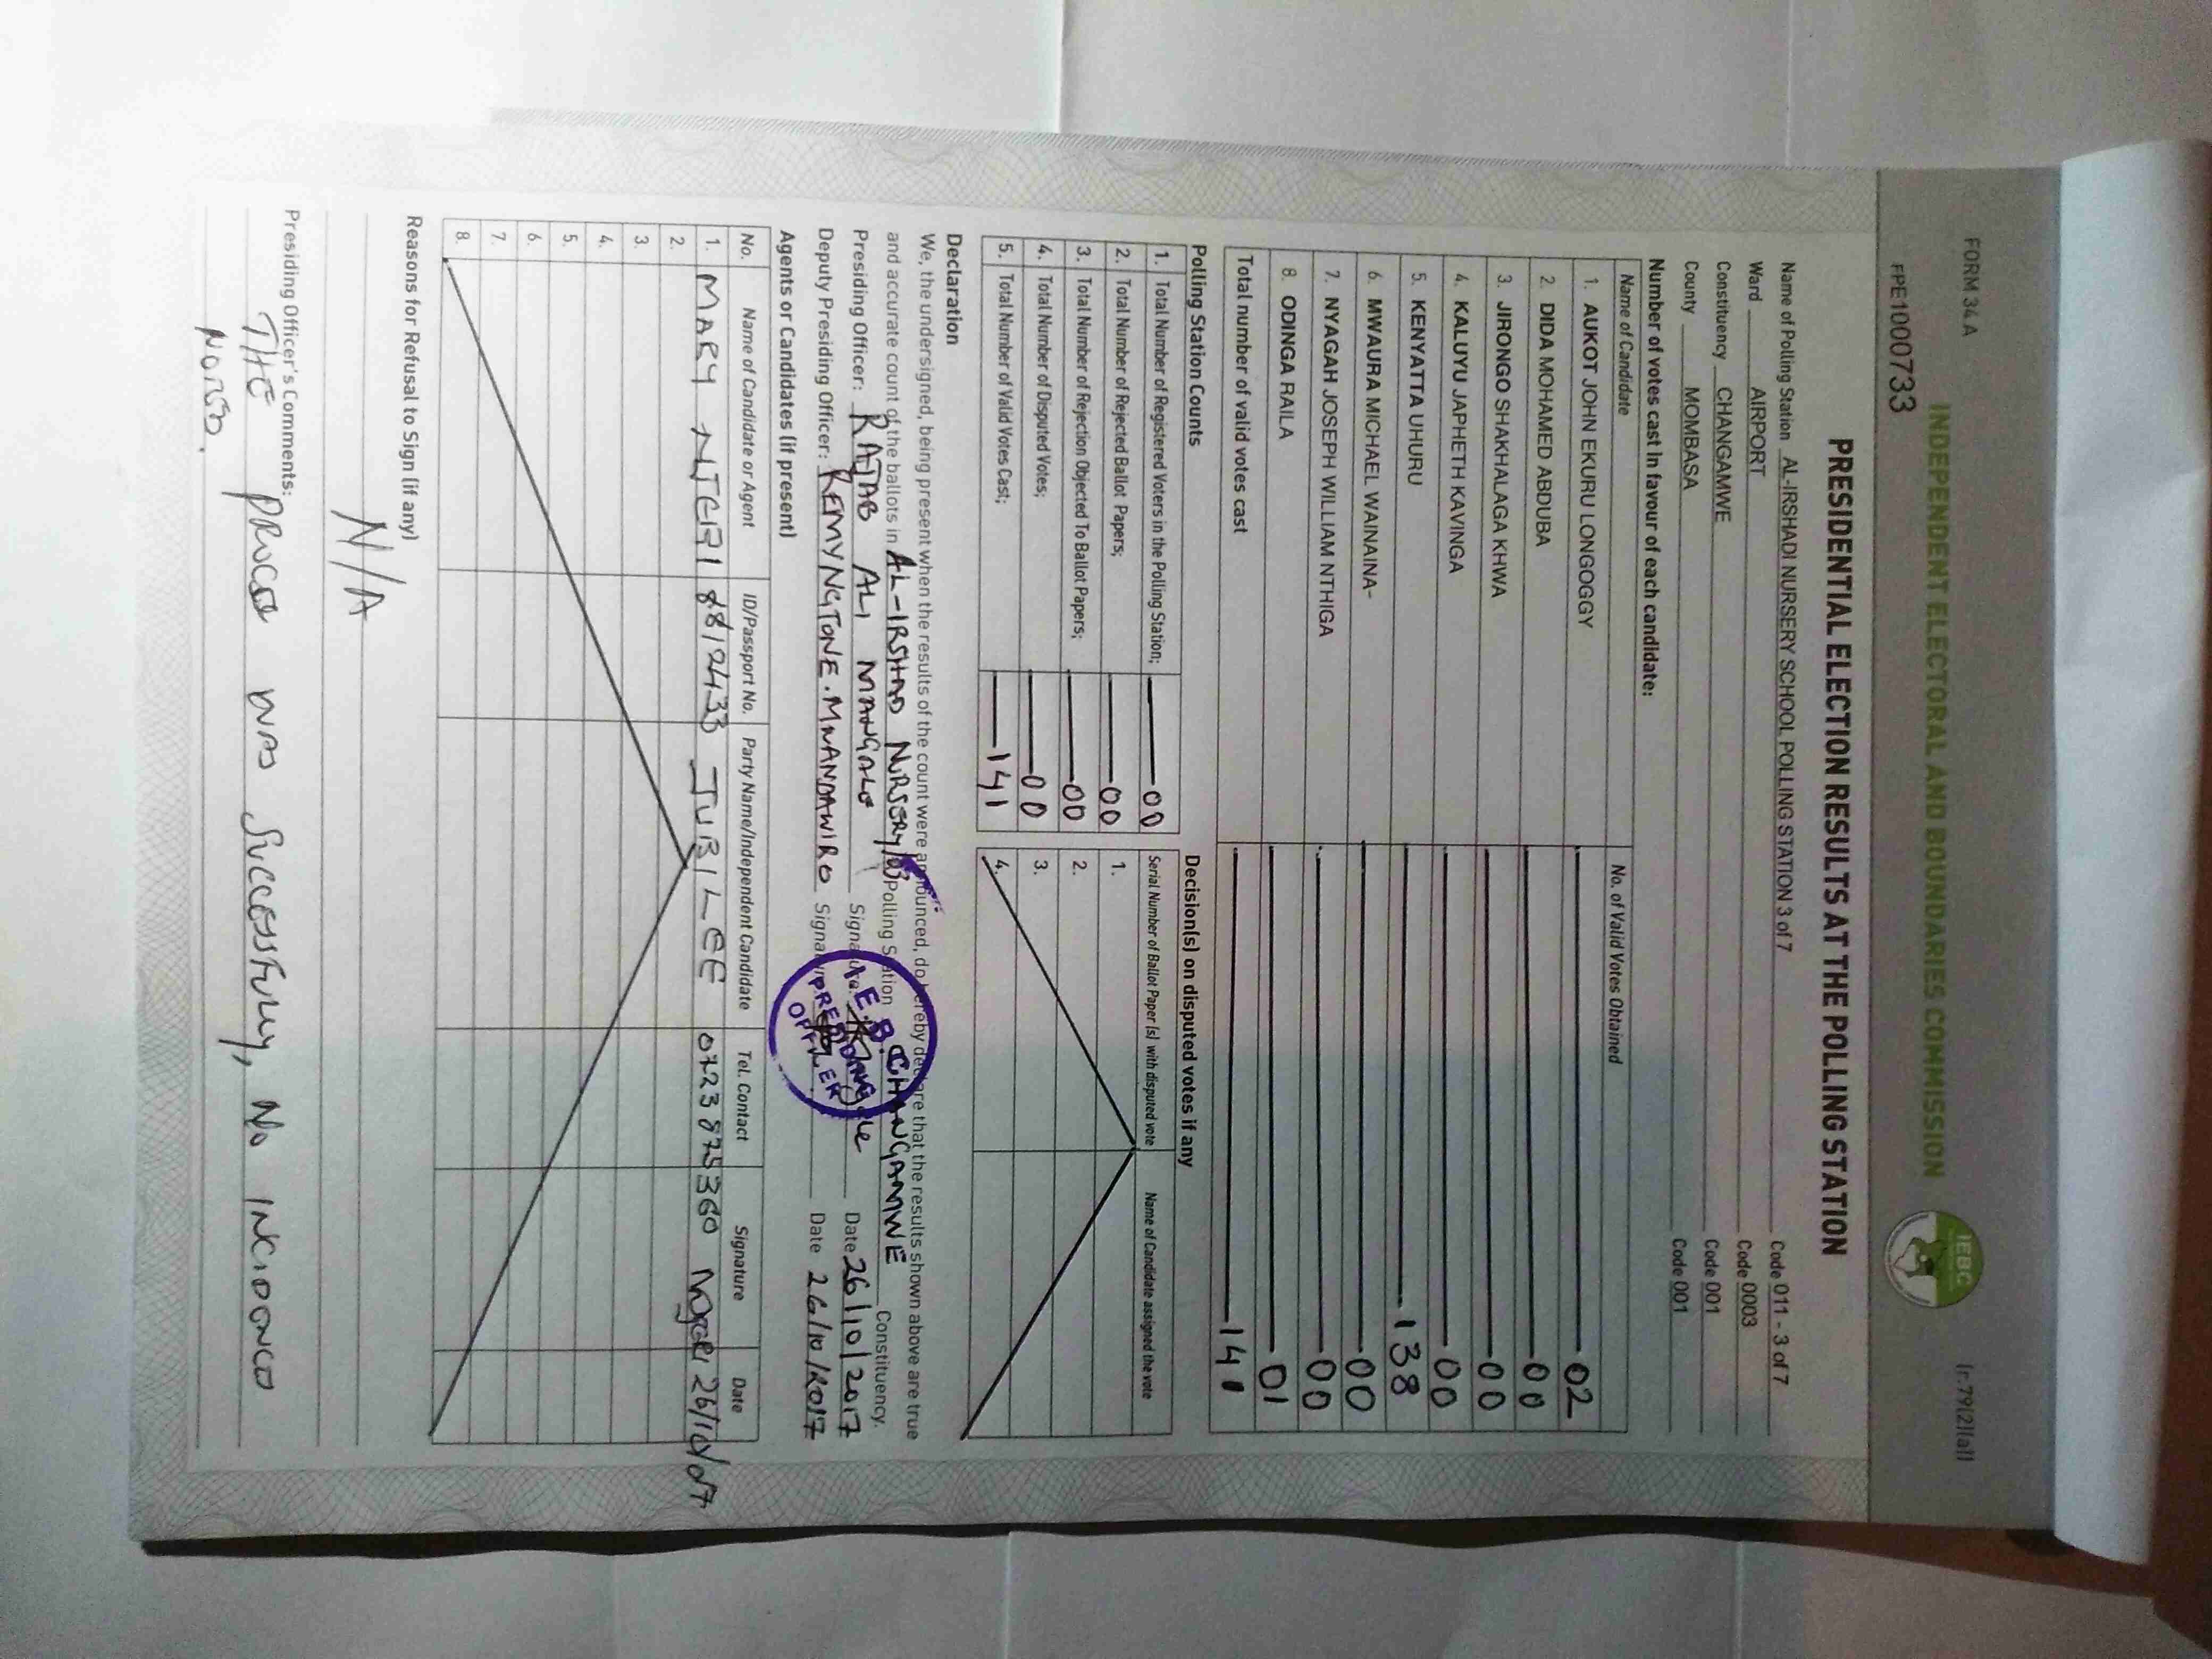 FORM 34A
(r.79(2)(a))
INDEPENDENT ELECTORAL AND BOUNDARIES COMMISSION
IEBC
FPE1000733
PRESIDENTIAL ELECTION RESULTS AT THE POLLING STATION
Name of Polling Station AL-IRSHADI NURSERY SCHOOL POLLING STATION 3 of 7 Code 011 - 3 of 7
Ward AIRPORT Code 0003
Constituency CHANGAMWE Code 001
County MOMBASA Code 001
Number of votes cast in favour of each candidate:
Name of Candidate No. of Valid Votes Obtained
1. AUKOT JOHN EKURU LONGOGGY 02
2. DIDA MOHAMED ABDUBA 00
3. JIRONGO SHAKHALAGA KHWA 00
4. KALUYU JAPHETH KAVINGA 00
5. KENYATTA UHURU 138
6. MWAURA MICHAEL WAINAINA- 00
7. NYAGAH JOSEPH WILLIAM NTHIGA 00
8. ODINGA RAILA 01
Total number of valid votes cast 141
Polling Station Counts
1. Total Number of Registered Voters in the Polling Station; 00
2. Total Number of Rejected Ballot Papers; 00
3. Total Number of Rejection Objected To Ballot Papers; 00
4. Total Number of Disputed Votes; 00
5. Total Number of Valid Votes Cast; 141
Decision(s) on disputed votes if any
Serial Number of Ballot Paper (s) with disputed vote Name of Candidate assigned the vote
1.
2.
3.
4.
Declaration
We, the undersigned, being present when the results of the count were announced, do hereby declare that the results shown above are true
and accurate count of the ballots in AL-IRSHAD NURSERY/03 Polling Station CHANGAMWE Constituency.
Presiding Officer: RAJAB ALI MANGALE Signature: Date 26/10/2017
Deputy Presiding Officer: REMYNGTONE.MWANDAWIRO Signature: Date 26/10/2017
I.E.B.C.
PRESIDING
OFFICER
Agents or Candidates (if present)
No. Name of Candidate or Agent ID/Passport No. Party Name/Independent Candidate Tel. Contact Signature Date
1. MARY NTEIRI JUBILEE 0723875360 26/10/017
2.
3.
4.
5.
6.
7.
8.
Reasons for Refusal to Sign (if any)
N/A
Presiding Officer's Comments:
THE PROCESS WAS Successfully, No INCIDENCE
NOTED.